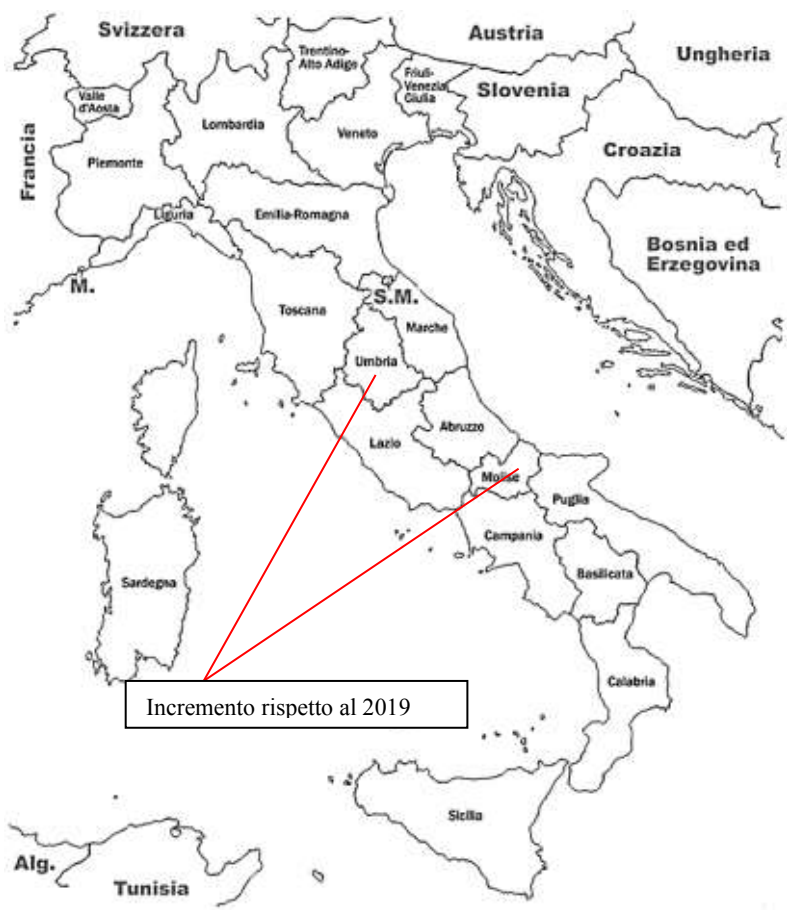 Svizzera
Austria
Ungheria
Trentino-
Alto Adige
Friuli-
Venezia
Giulia
Slovenia
Valle
d'Aosta
Lombardia
Veneto
Croazia
Francia
Piemonte
Liguria
Emilia-Romagna
Bosnia ed
Erzegovina
M.
S.M.
Toscana
Marche
Umbria
Abruzzo
Lazio
Molise
Puglia
Campania
Basilicata
Sardegna
Calabria
Incremento rispetto al 2019
Sicilia
Alg.
Tunisia